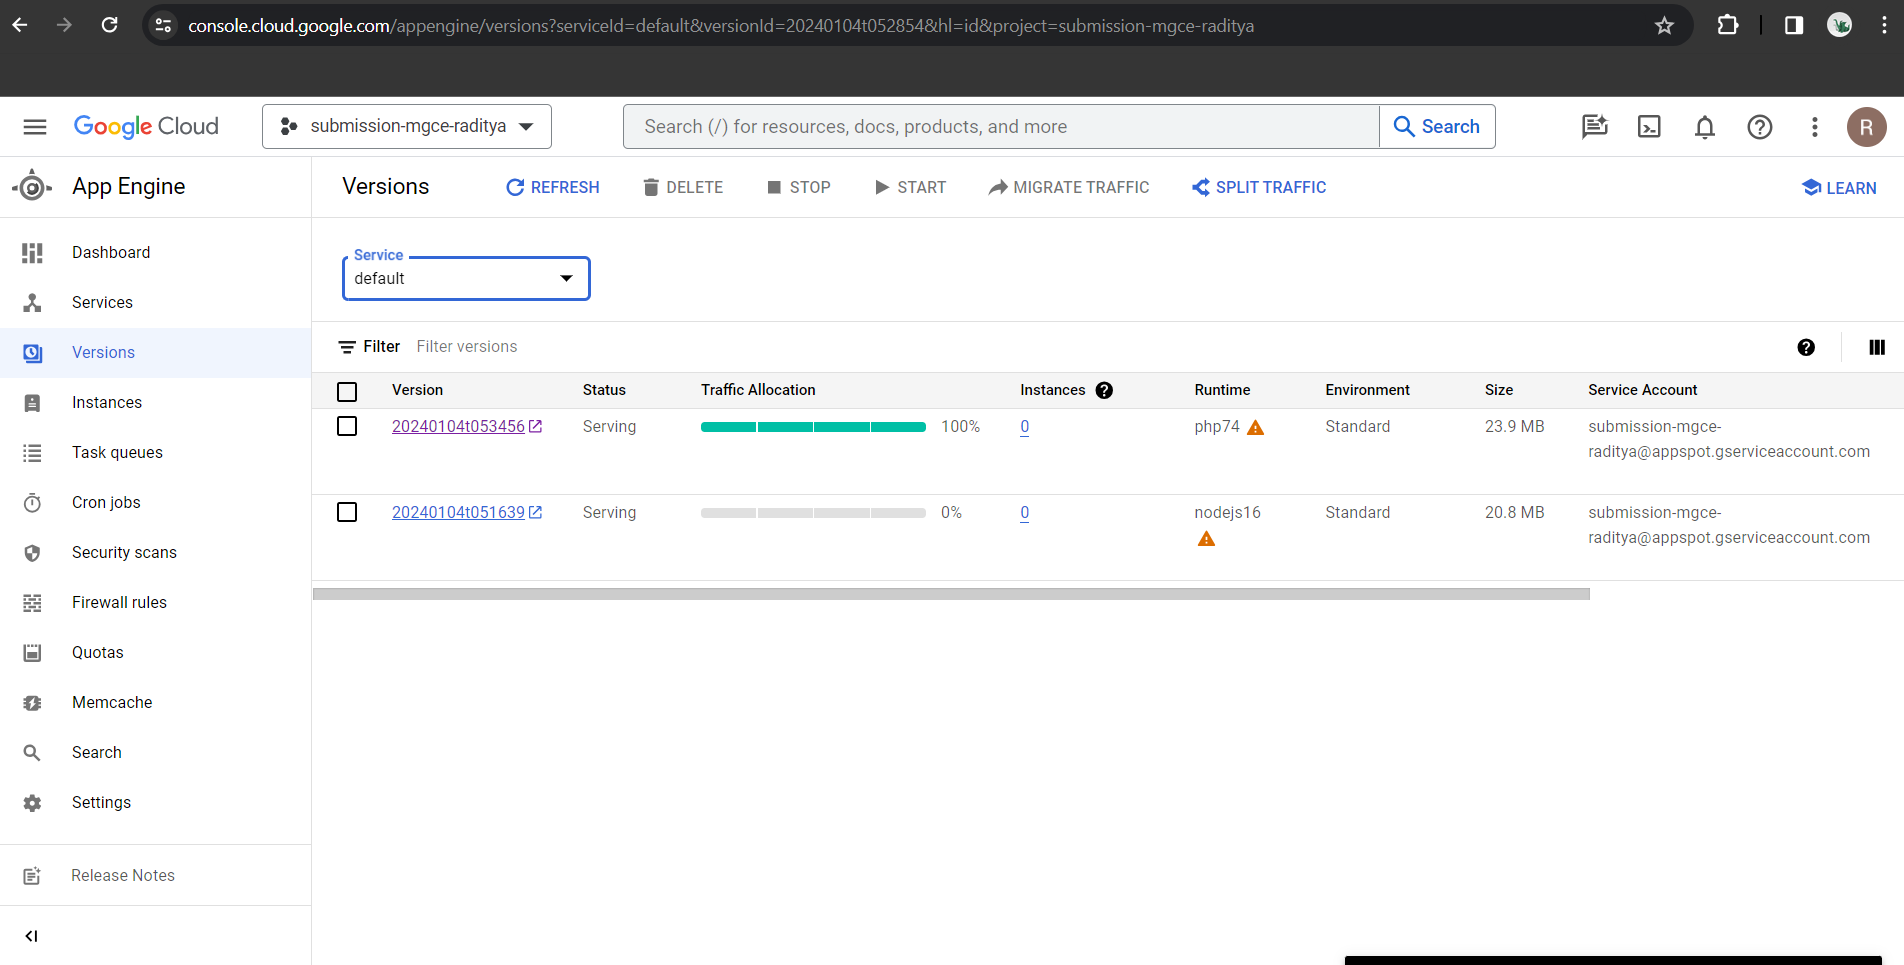 console.cloud.google.com/appengine/versions?serviceId=default&versionId=20240104t052854&hl=id&project=submission-mgce-raditya
Google Cloud
submission-mgce-raditya
Search (/) for resources, docs, products, and more
Search
R
App Engine
Versions
REFRESH
DELETE
STOP
START
MIGRATE TRAFFIC
SPLIT TRAFFIC
LEARN
Dashboard
Services
Versions
Instances
Task queues
Cron jobs
Security scans
Firewall rules
Quotas
Memcache
Search
Settings
Release Notes
Service
default
Filter Filter versions
Version Status Traffic Allocation Instances Runtime Environment Size Service Account
20240104t053456 Serving 100% 0 php74 Standard 23.9 MB submission-mgce-
raditya@appspot.gserviceaccount.com
20240104t051639 Serving 0% 0 nodejs16 Standard 20.8 MB submission-mgce-
raditya@appspot.gserviceaccount.com